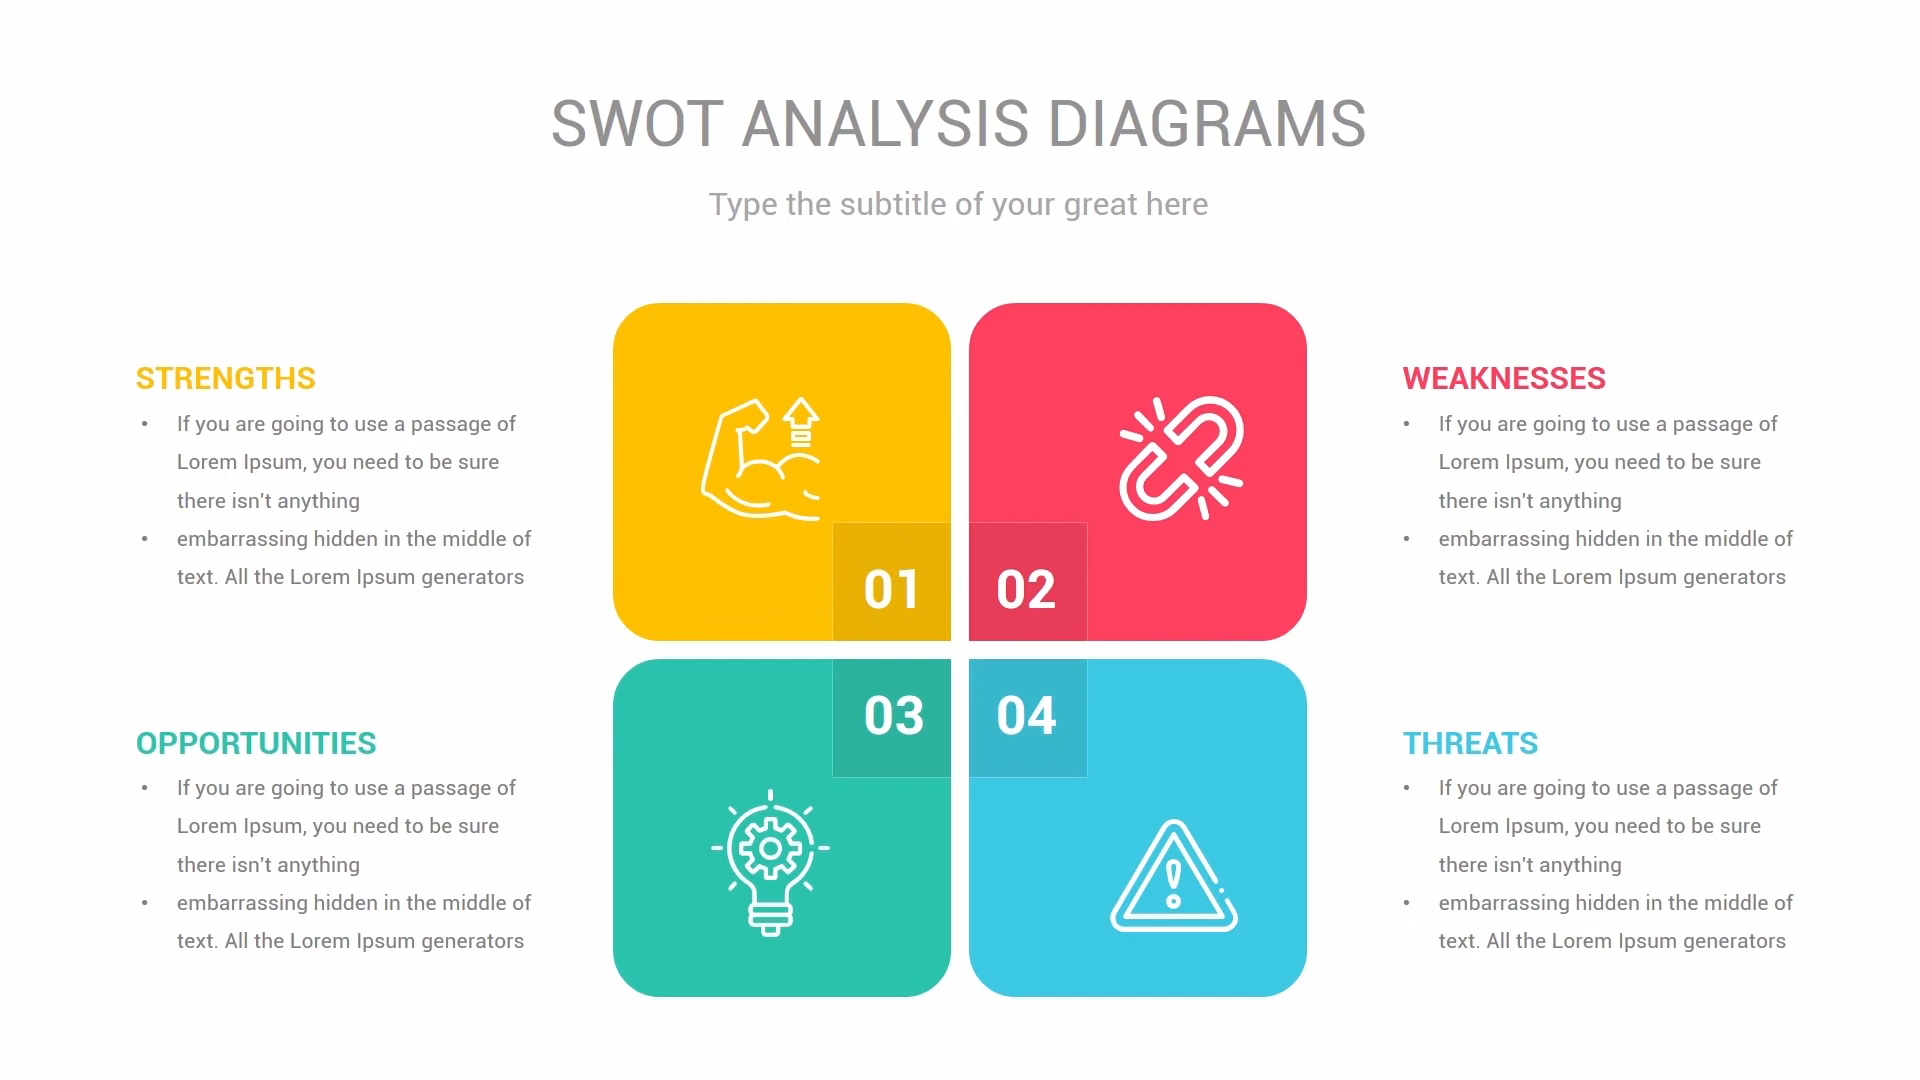 SWOT ANALYSIS DIAGRAMS
Type the subtitle of your great here
STRENGTHS
• If you are going to use a passage of
Lorem Ipsum, you need to be sure
there isn't anything
• embarrassing hidden in the middle of
text. All the Lorem Ipsum generators
01
02
WEAKNESSES
• If you are going to use a passage of
Lorem Ipsum, you need to be sure
there isn't anything
• embarrassing hidden in the middle of
text. All the Lorem Ipsum generators
OPPORTUNITIES
• If you are going to use a passage of
Lorem Ipsum, you need to be sure
there isn't anything
• embarrassing hidden in the middle of
text. All the Lorem Ipsum generators
03
04
THREATS
• If you are going to use a passage of
Lorem Ipsum, you need to be sure
there isn't anything
• embarrassing hidden in the middle of
text. All the Lorem Ipsum generators